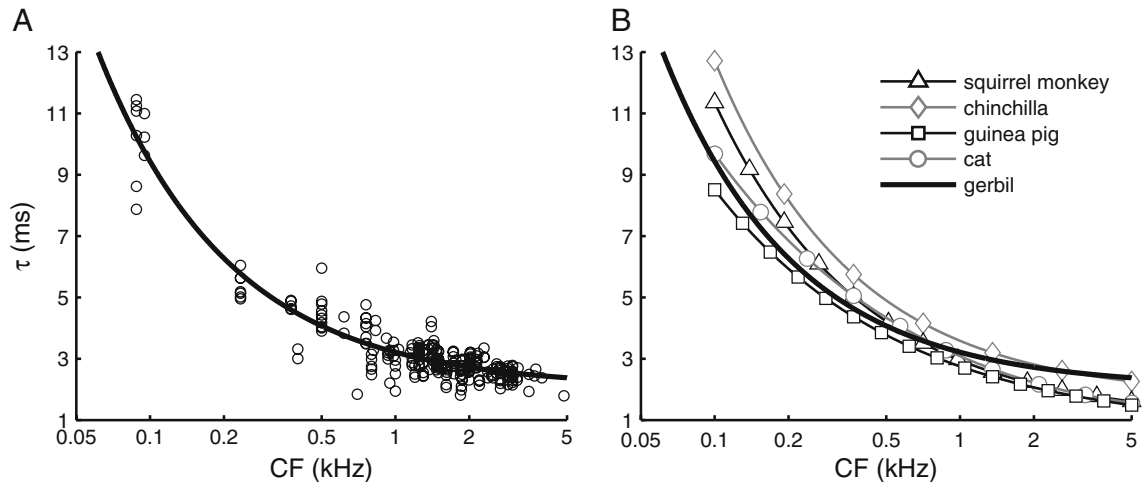 A
B
13
11
9
7
5
3
1
τ (ms)
0.05 0.1 0.2 0.5 1 2 5
CF (kHz)
13
11
9
7
5
3
1
squirrel monkey
chinchilla
guinea pig
cat
gerbil
0.05 0.1 0.2 0.5 1 2 5
CF (kHz)